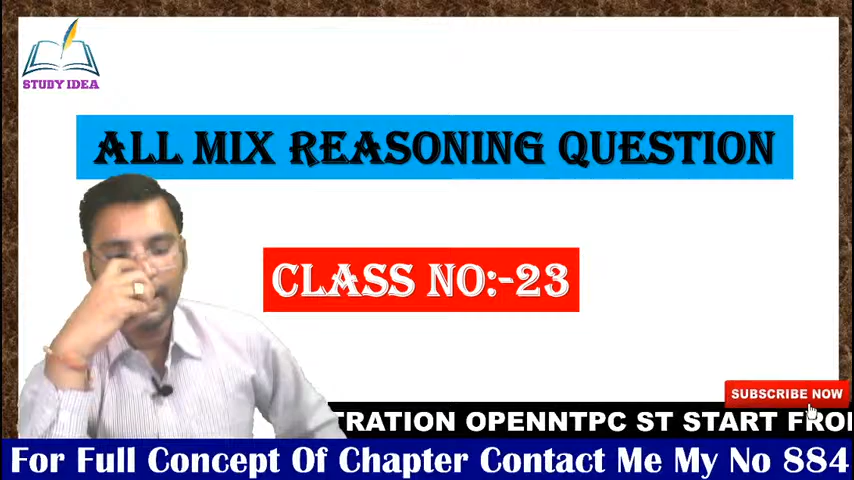 STUDY IDEA
ALL MIX REASONING QUESTION
CLASS NO:-23
SUBSCRIBE NOW
TRATION OPENNTPC ST START FROM
For Full Concept Of Chapter Contact Me My No 884